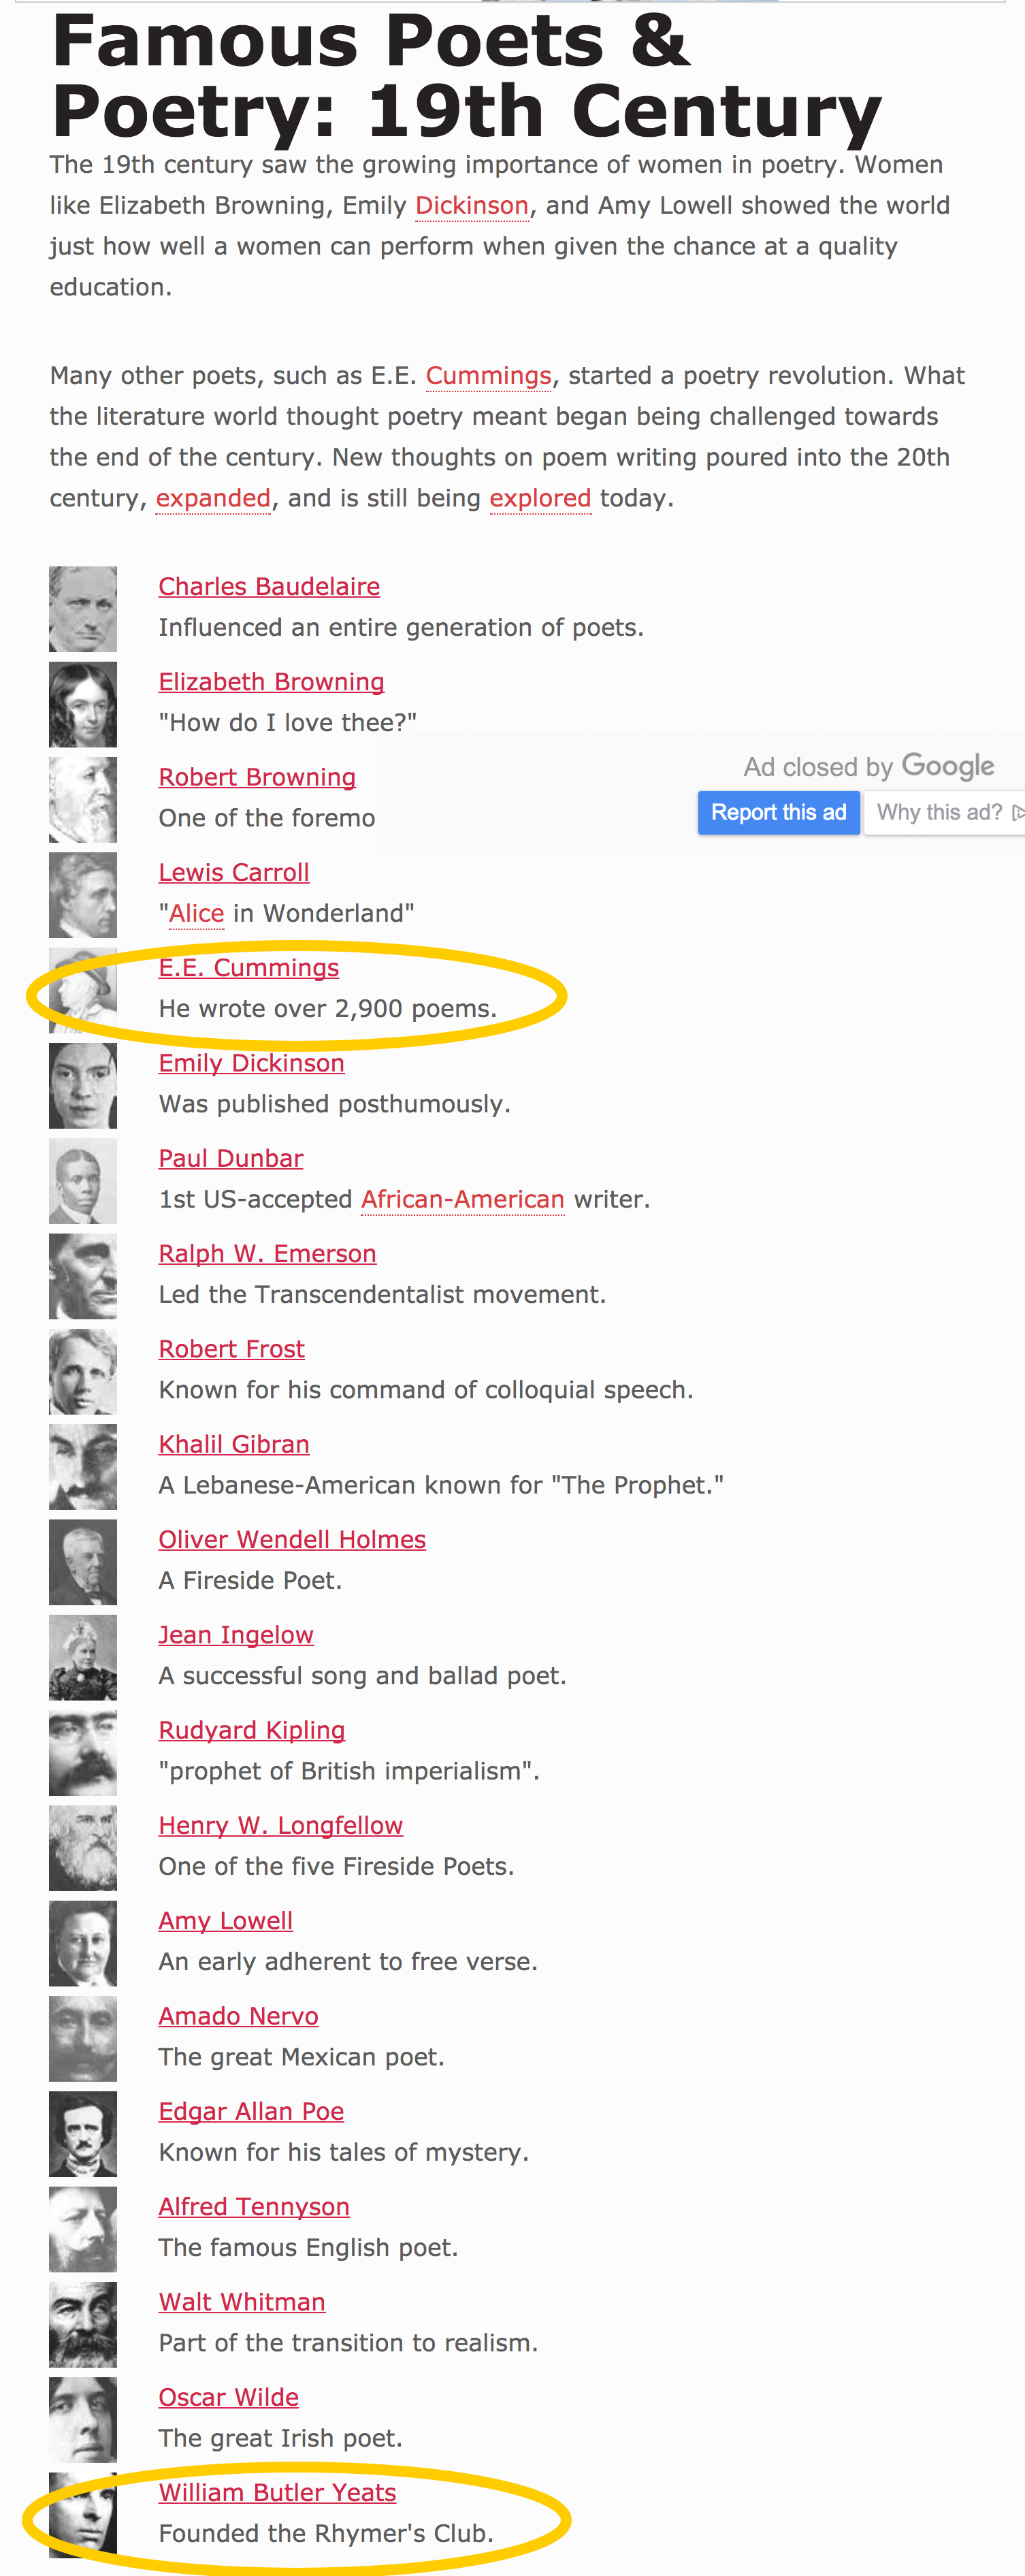 Famous Poets &
Poetry: 19th Century
The 19th century saw the growing importance of women in poetry. Women
like Elizabeth Browning, Emily Dickinson, and Amy Lowell showed the world
just how well a women can perform when given the chance at a quality
education.
Many other poets, such as E.E. Cummings, started a poetry revolution. What
the literature world thought poetry meant began being challenged towards
the end of the century. New thoughts on poem writing poured into the 20th
century, expanded, and is still being explored today.
Charles Baudelaire
Influenced an entire generation of poets.
Elizabeth Browning
"How do I love thee?"
Robert Browning
One of the foremo
Ad closed by Google
Report this ad
Why this ad?
Lewis Carroll
"Alice in Wonderland"
E.E. Cummings
He wrote over 2,900 poems.
Emily Dickinson
Was published posthumously.
Paul Dunbar
1st US-accepted African-American writer.
Ralph W. Emerson
Led the Transcendentalist movement.
Robert Frost
Known for his command of colloquial speech.
Khalil Gibran
A Lebanese-American known for "The Prophet."
Oliver Wendell Holmes
A Fireside Poet.
Jean Ingelow
A successful song and ballad poet.
Rudyard Kipling
"prophet of British imperialism".
Henry W. Longfellow
One of the five Fireside Poets.
Amy Lowell
An early adherent to free verse.
Amado Nervo
The great Mexican poet.
Edgar Allan Poe
Known for his tales of mystery.
Alfred Tennyson
The famous English poet.
Walt Whitman
Part of the transition to realism.
Oscar Wilde
The great Irish poet.
William Butler Yeats
Founded the Rhymer's Club.